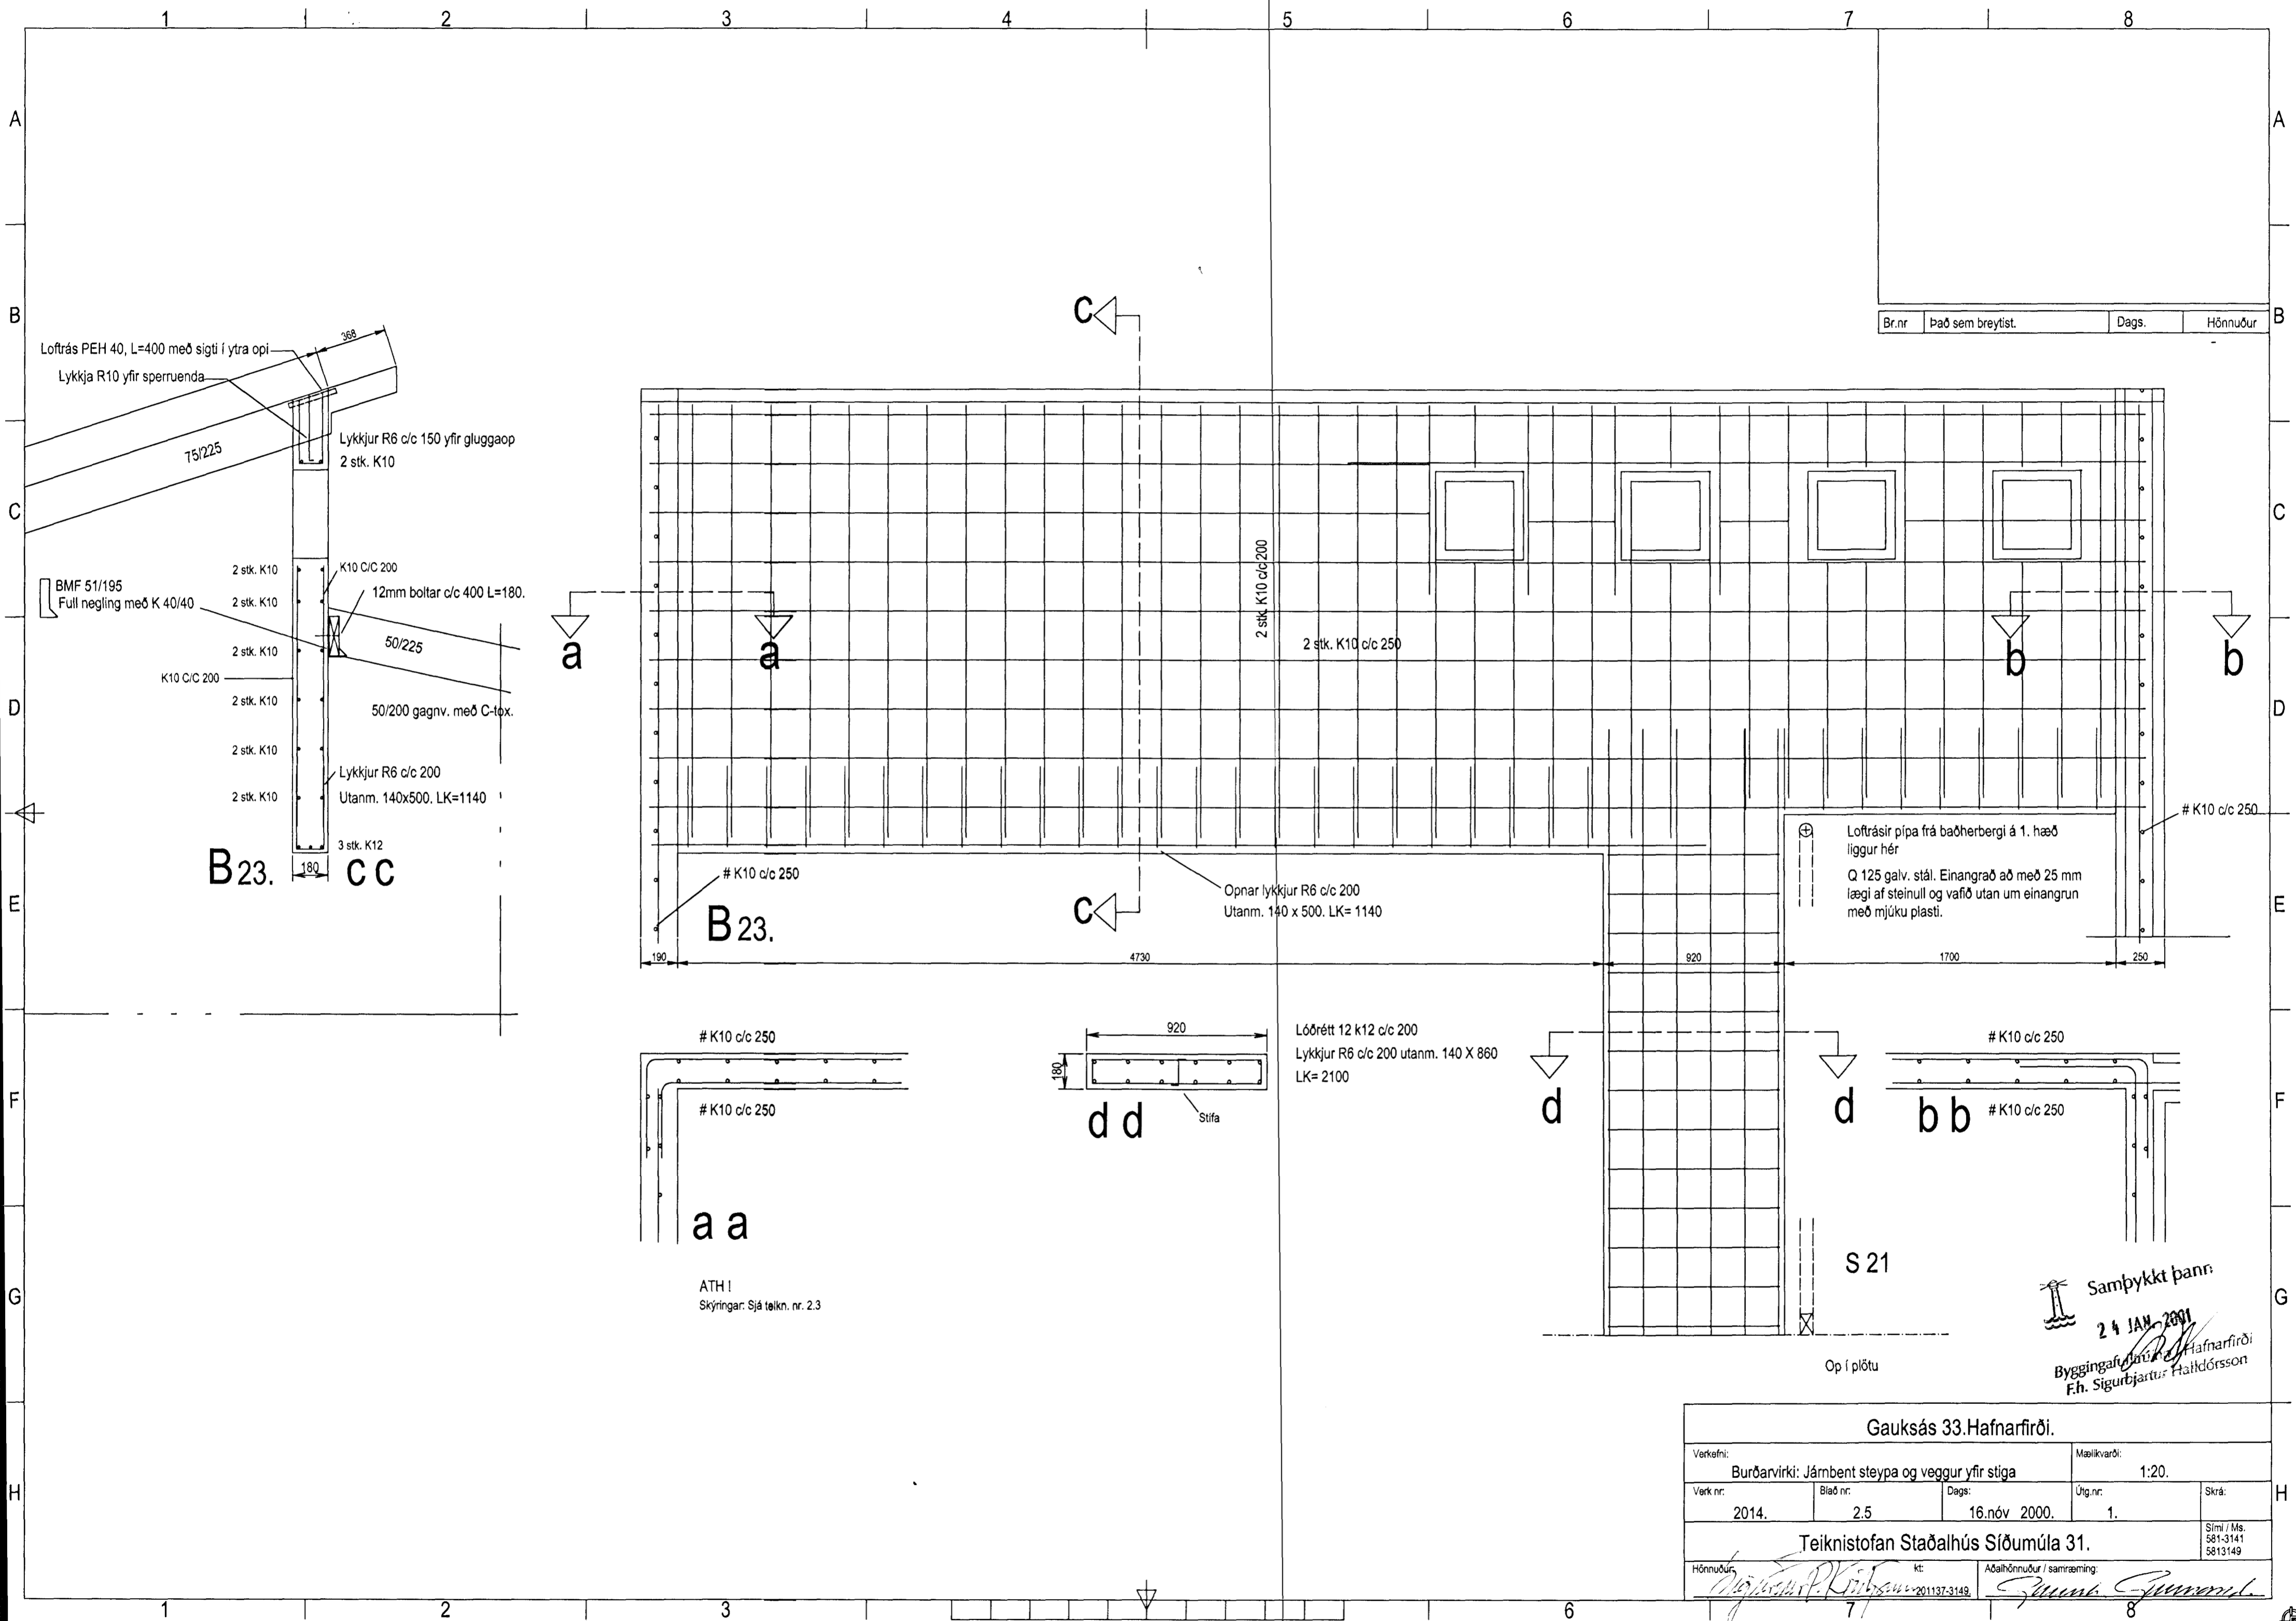 1 2 3 4 5 6 7 8
A A
B B
C C
D D
E E
F F
G G
H H
Br.nr Það sem breytist. Dags. Hönnuður
368
Loftrás PEH 40, L=400 með sigti í ytra opi
Lykkja R10 yfir sperruenda
75/225
Lykkjur R6 c/c 150 yfir gluggaop
2 stk. K10
2 stk. K10
K10 C/C 200
BMF 51/195
Full negling með K 40/40
2 stk. K10
12mm boltar c/c 400 L=180.
50/225
2 stk. K10
K10 C/C 200
2 stk. K10
50/200 gagnv. með C-fox.
2 stk. K10
Lykkjur R6 c/c 200
Utanm. 140x500. LK=1140
2 stk. K10
3 stk. K12
B 23.
180
c c
c
a a
2 stk. K10 c/c 200
2 stk. K10 c/c 250
b b
# K10 c/c 250
Loftrásir pípa frá baðherbergi á 1. hæð
liggur hér
Q 125 galv. stál. Einangrað að með 25 mm
lægi af steinull og vafið utan um einangrun
með mjúku plasti.
# K10 c/c 250
B 23.
c
Opnar lykkjur R6 c/c 200
Utanm. 140 x 500. LK= 1140
190 4730 920 1700 250
# K10 c/c 250
# K10 c/c 250
a a
920
180
d d
Stífa
Lóðrétt 12 k12 c/c 200
Lykkjur R6 c/c 200 utanm. 140 X 860
LK= 2100
d d
# K10 c/c 250
b b
# K10 c/c 250
ATH !
Skýringar: Sjá teikn. nr. 2.3
S 21
Op í plötu
Samþykkt þann
24 JAN. 2001
Hafnarfirði
F.h. Sigurbjartur Halldórsson
Gauksás 33.Hafnarfirði.
Verkefni:
Burðarvirki: Járnbent steypa og veggur yfir stiga
Mælikvarði:
1:20.
Verk nr:
2014.
Blað nr:
2.5
Dags:
16.nóv 2000.
Útg.nr:
1.
Skrá:
Teiknistofan Staðalhús Síðumúla 31.
Sími / Ms.
581-3141
5813149
Hönnuður:
kt:
201137-3149.
Aðalhönnuður / samræming:
1 2 3 6 7 8